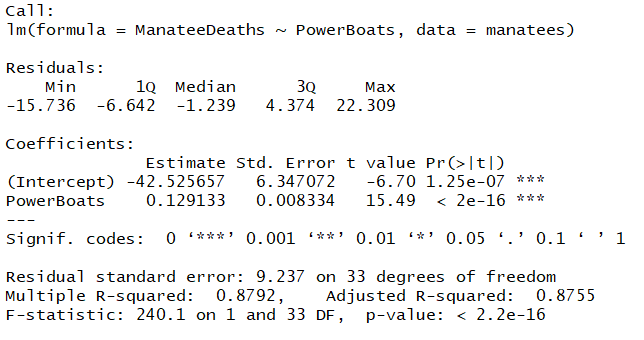 Call:
lm(formula = ManateeDeaths ~ PowerBoats, data = manatees)
Residuals:
    Min      1Q  Median      3Q     Max
-15.736  -6.642  -1.239   4.374  22.309
Coefficients:
              Estimate Std. Error t value Pr(>|t|)
(Intercept) -42.525657   6.347072   -6.70 1.25e-07 ***
PowerBoats    0.129133   0.008334   15.49  < 2e-16 ***
---
Signif. codes:  0 ‘***’ 0.001 ‘**’ 0.01 ‘*’ 0.05 ‘.’ 0.1 ‘ ’ 1
Residual standard error: 9.237 on 33 degrees of freedom
Multiple R-squared:  0.8792,    Adjusted R-squared:  0.8755
F-statistic: 240.1 on 1 and 33 DF,  p-value: < 2.2e-16